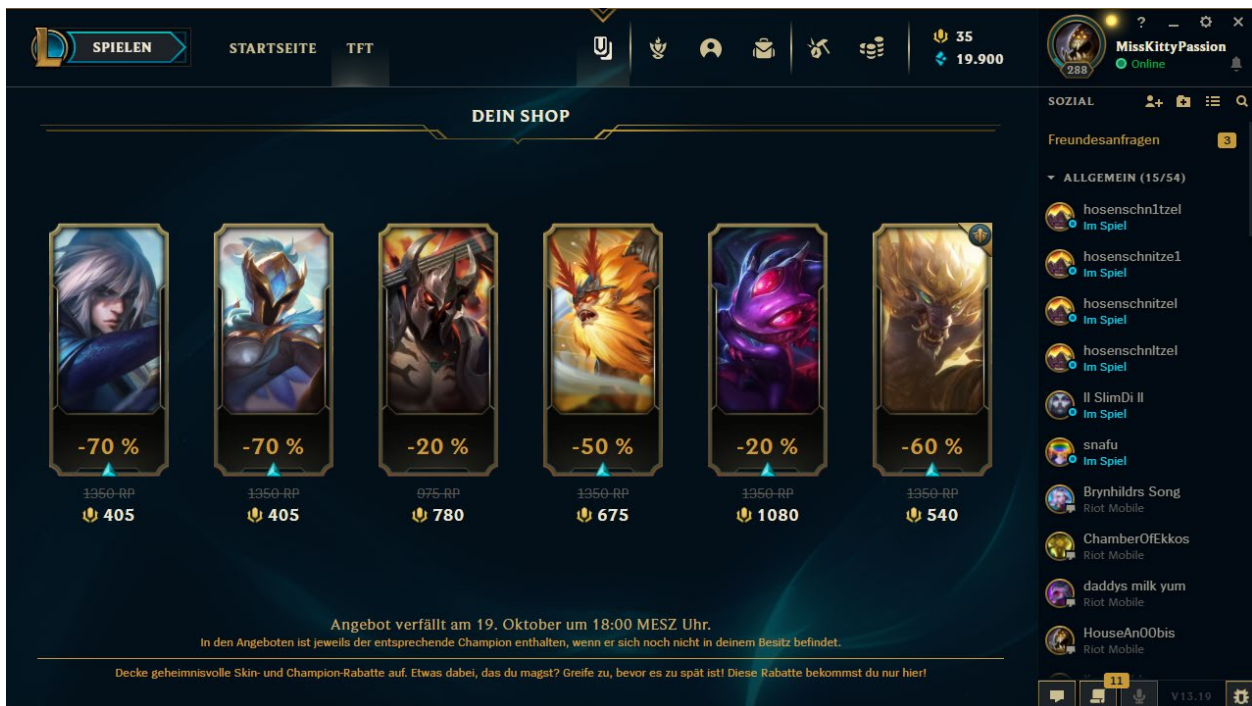 SPIELEN
STARTSEITE
TFT
35
19.900
?
288
MissKittyPassion
Online
DEIN SHOP
-70 %
1350 RP
405
-70 %
1350 RP
405
-20 %
975 RP
780
-50 %
1350 RP
675
-20 %
1350 RP
1080
-60 %
1350 RP
540
Angebot verfällt am 19. Oktober um 18:00 MESZ Uhr.
In den Angeboten ist jeweils der entsprechende Champion enthalten, wenn er sich noch nicht in deinem Besitz befindet.
Decke geheimnisvolle Skin- und Champion-Rabatte auf. Etwas dabei, das du magst? Greife zu, bevor es zu spät ist! Diese Rabatte bekommst du nur hier!
SOZIAL
Freundesanfragen
3
ALLGEMEIN (15/54)
hosenschn1tzel
Im Spiel
hosenschnitze1
Im Spiel
hosenschnitzel
Im Spiel
hosenschnltzel
Im Spiel
II SlimDi II
Im Spiel
snafu
Im Spiel
Brynhildrs Song
Riot Mobile
ChamberOfEkkos
Riot Mobile
daddys milk yum
Riot Mobile
HouseAn00bis
Riot Mobile
11
V13.19